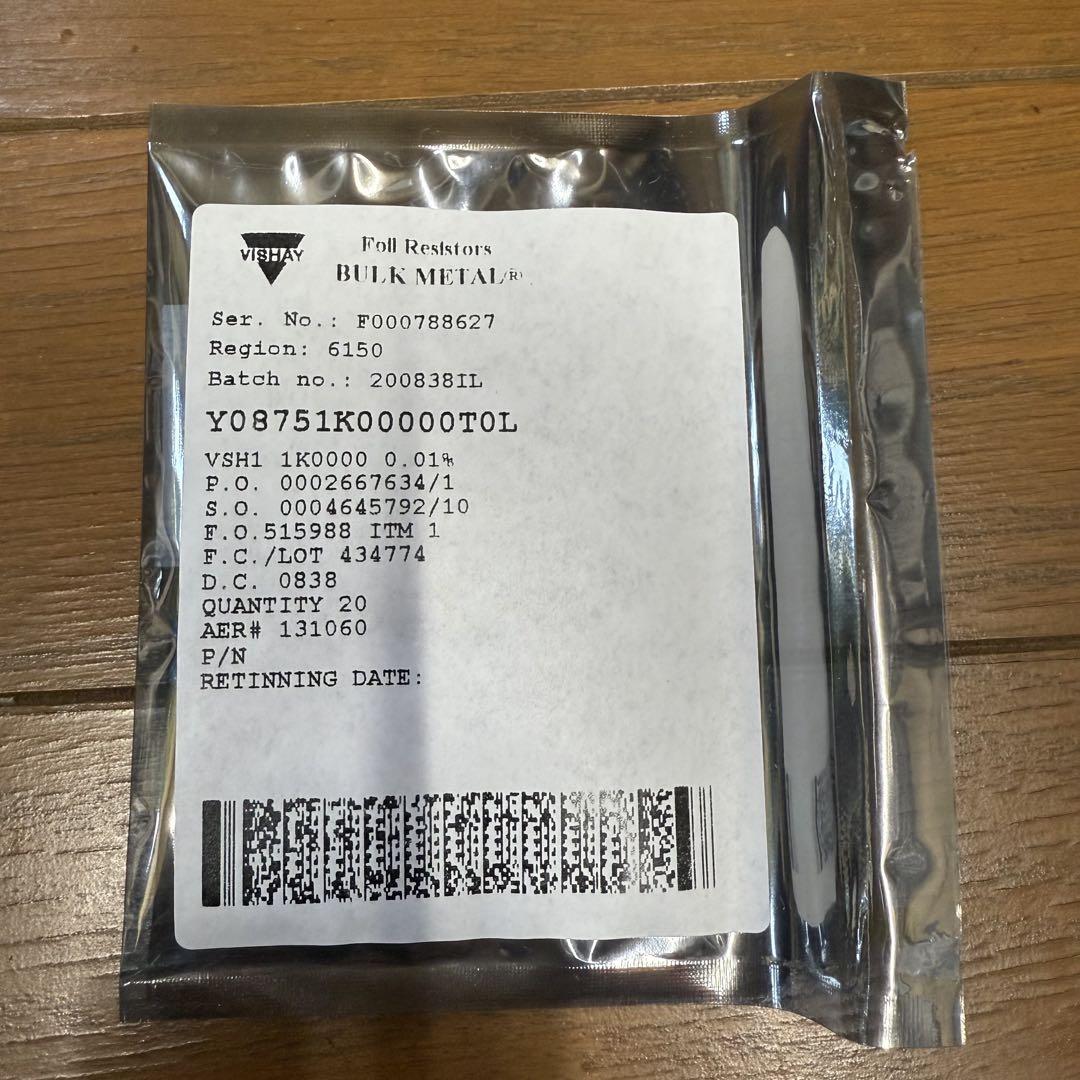 VISHAY
Foil Resistors
BULK METAL(R)
Ser. No.: F000788627
Region: 6150
Batch no.: 200838IL
Y08751K00000T0L
VSH1 1K0000 0.01%
P.O. 0002667634/1
S.O. 0004645792/10
F.O.515988 ITM 1
F.C./LOT 434774
D.C. 0838
QUANTITY 20
AER# 131060
P/N
RETINNING DATE: